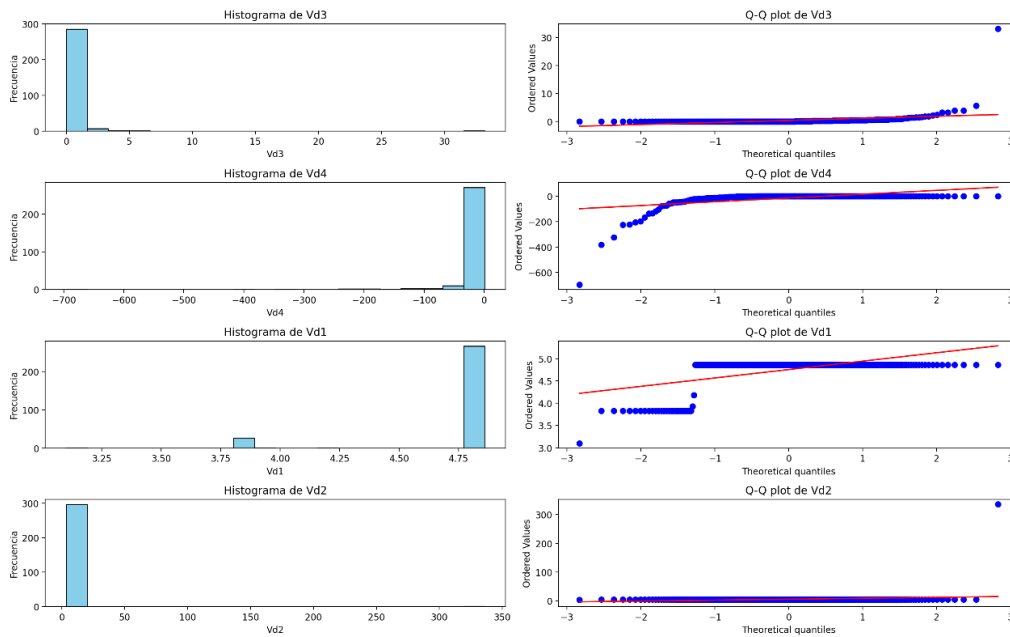 Histograma de Vd3
Frecuencia
300
200
100
0
0 5 10 15 20 25 30
Vd3
Q-Q plot de Vd3
Ordered Values
30
20
10
0
−3 −2 −1 0 1 2 3
Theoretical quantiles
Histograma de Vd4
Frecuencia
200
100
0
−700 −600 −500 −400 −300 −200 −100 0
Vd4
Q-Q plot de Vd4
Ordered Values
0
−200
−400
−600
−3 −2 −1 0 1 2 3
Theoretical quantiles
Histograma de Vd1
Frecuencia
200
100
0
3.25 3.50 3.75 4.00 4.25 4.50 4.75
Vd1
Q-Q plot de Vd1
Ordered Values
5.0
4.5
4.0
3.5
3.0
−3 −2 −1 0 1 2 3
Theoretical quantiles
Histograma de Vd2
Frecuencia
300
200
100
0
0 50 100 150 200 250 300 350
Vd2
Q-Q plot de Vd2
Ordered Values
300
200
100
0
−3 −2 −1 0 1 2 3
Theoretical quantiles